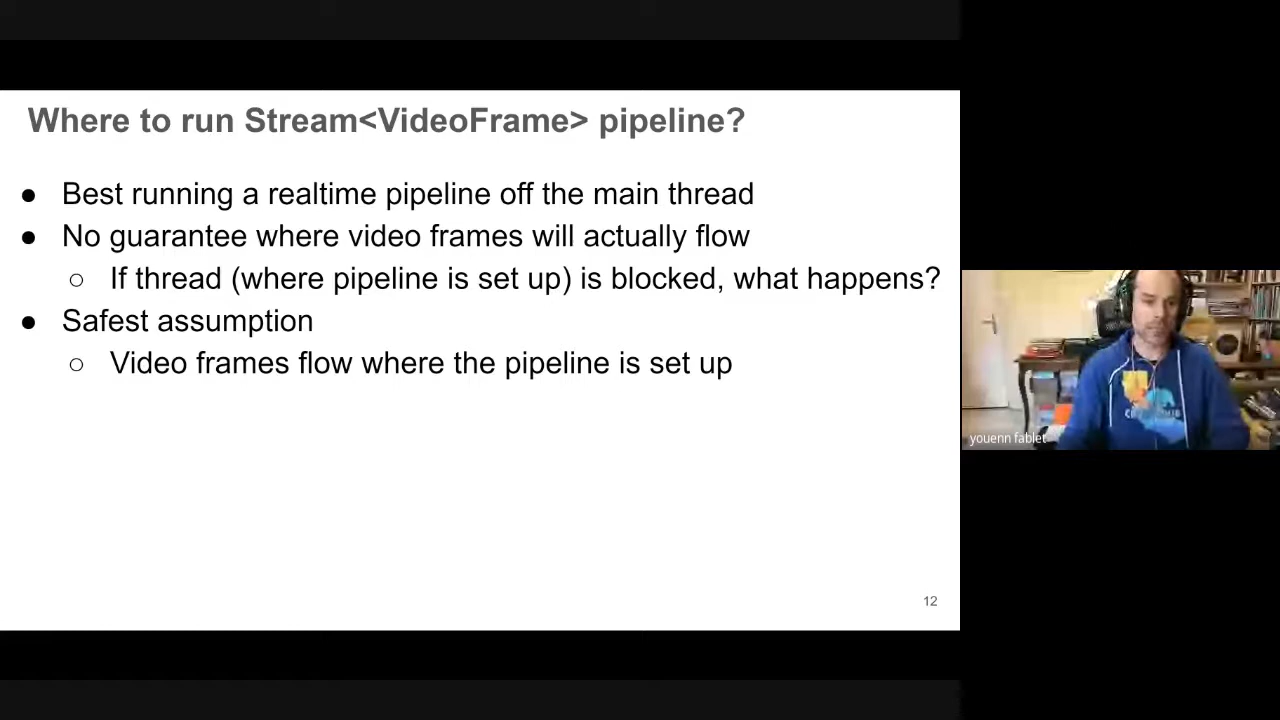 Where to run Stream<VideoFrame> pipeline?
● Best running a realtime pipeline off the main thread
● No guarantee where video frames will actually flow
○ If thread (where pipeline is set up) is blocked, what happens?
● Safest assumption
○ Video frames flow where the pipeline is set up
12
youenn fablet